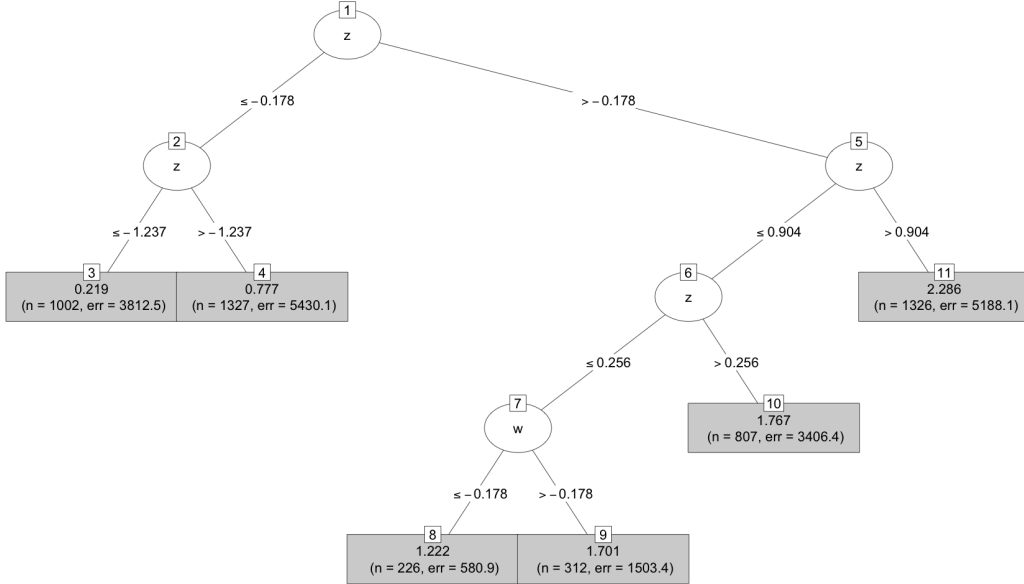 1
z
≤ − 0.178
> − 0.178
2
z
5
z
≤ − 1.237
> − 1.237
≤ 0.904
> 0.904
3
0.219
(n = 1002, err = 3812.5)
4
0.777
(n = 1327, err = 5430.1)
6
z
11
2.286
(n = 1326, err = 5188.1)
≤ 0.256
> 0.256
7
w
10
1.767
(n = 807, err = 3406.4)
≤ − 0.178
> − 0.178
8
1.222
(n = 226, err = 580.9)
9
1.701
(n = 312, err = 1503.4)